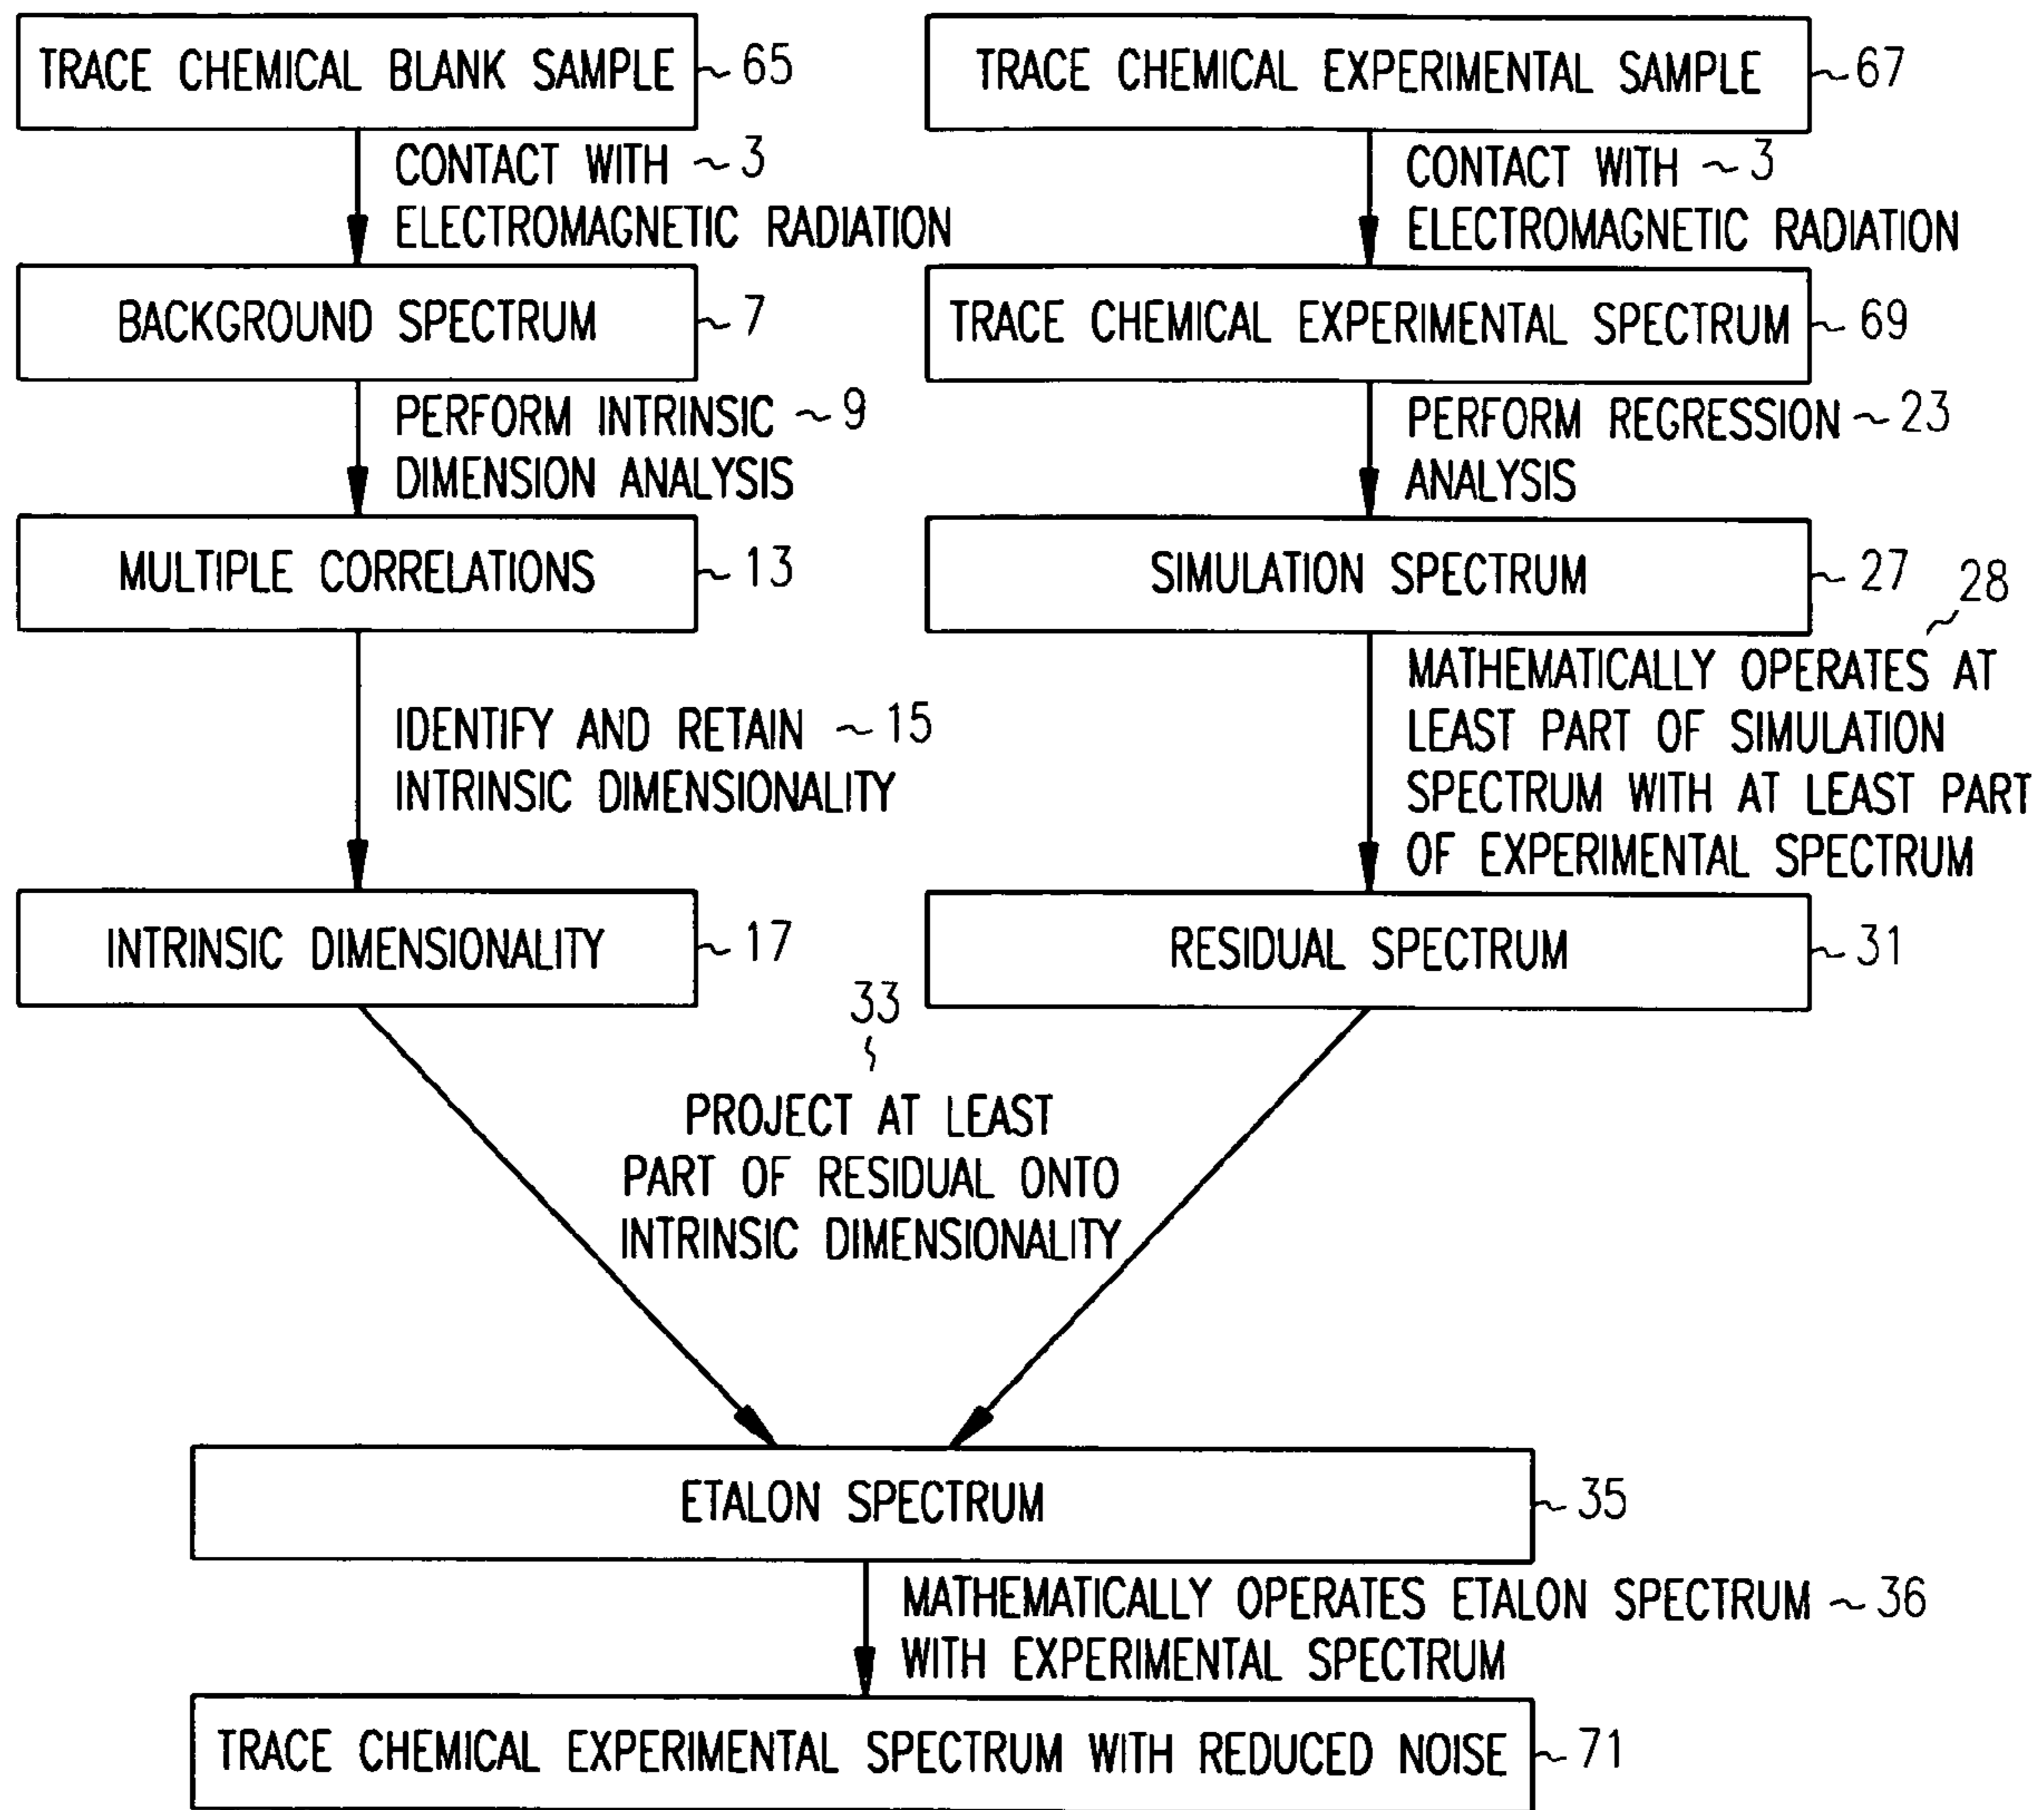 TRACE CHEMICAL BLANK SAMPLE ~65
CONTACT WITH ~3
ELECTROMAGNETIC RADIATION
BACKGROUND SPECTRUM ~7
PERFORM INTRINSIC ~9
DIMENSION ANALYSIS
MULTIPLE CORRELATIONS ~13
IDENTIFY AND RETAIN ~15
INTRINSIC DIMENSIONALITY
INTRINSIC DIMENSIONALITY ~17
TRACE CHEMICAL EXPERIMENTAL SAMPLE ~67
CONTACT WITH ~3
ELECTROMAGNETIC RADIATION
TRACE CHEMICAL EXPERIMENTAL SPECTRUM ~69
PERFORM REGRESSION ~23
ANALYSIS
SIMULATION SPECTRUM ~27
28
MATHEMATICALLY OPERATES AT
LEAST PART OF SIMULATION
SPECTRUM WITH AT LEAST PART
OF EXPERIMENTAL SPECTRUM
RESIDUAL SPECTRUM ~31
33
PROJECT AT LEAST
PART OF RESIDUAL ONTO
INTRINSIC DIMENSIONALITY
ETALON SPECTRUM ~35
MATHEMATICALLY OPERATES ETALON SPECTRUM ~36
WITH EXPERIMENTAL SPECTRUM
TRACE CHEMICAL EXPERIMENTAL SPECTRUM WITH REDUCED NOISE ~71